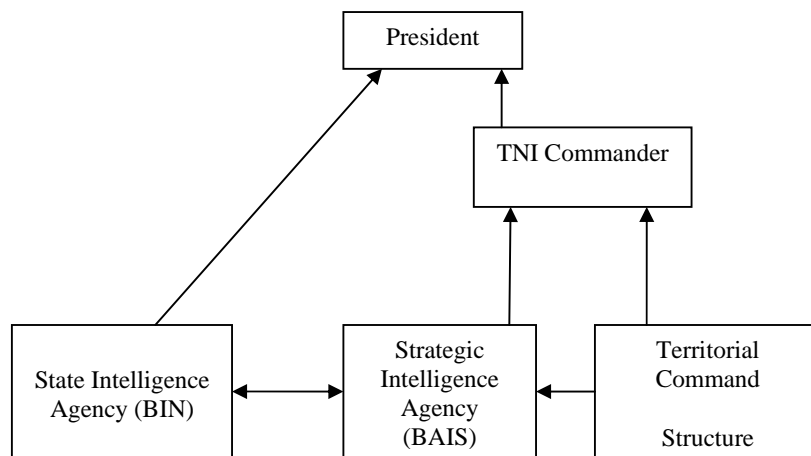 President
TNI Commander
State Intelligence
Agency (BIN)
Strategic
Intelligence
Agency
(BAIS)
Territorial
Command
Structure